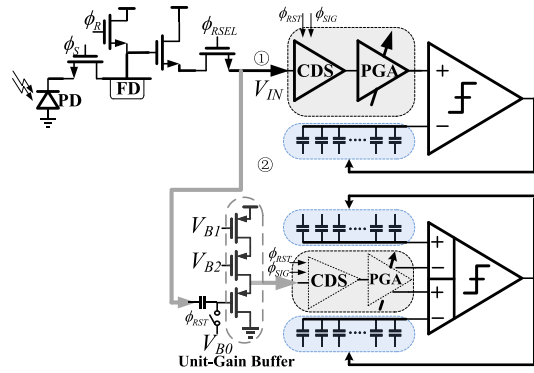 ϕR
ϕS
ϕRSEL
PD
FD
①
VIN
ϕRST
ϕSIG
CDS
PGA
+
−
②
VB1
VB2
ϕRST
VB0
Unit-Gain Buffer
ϕRST
ϕSIG
CDS
PGA
+
−
+
−